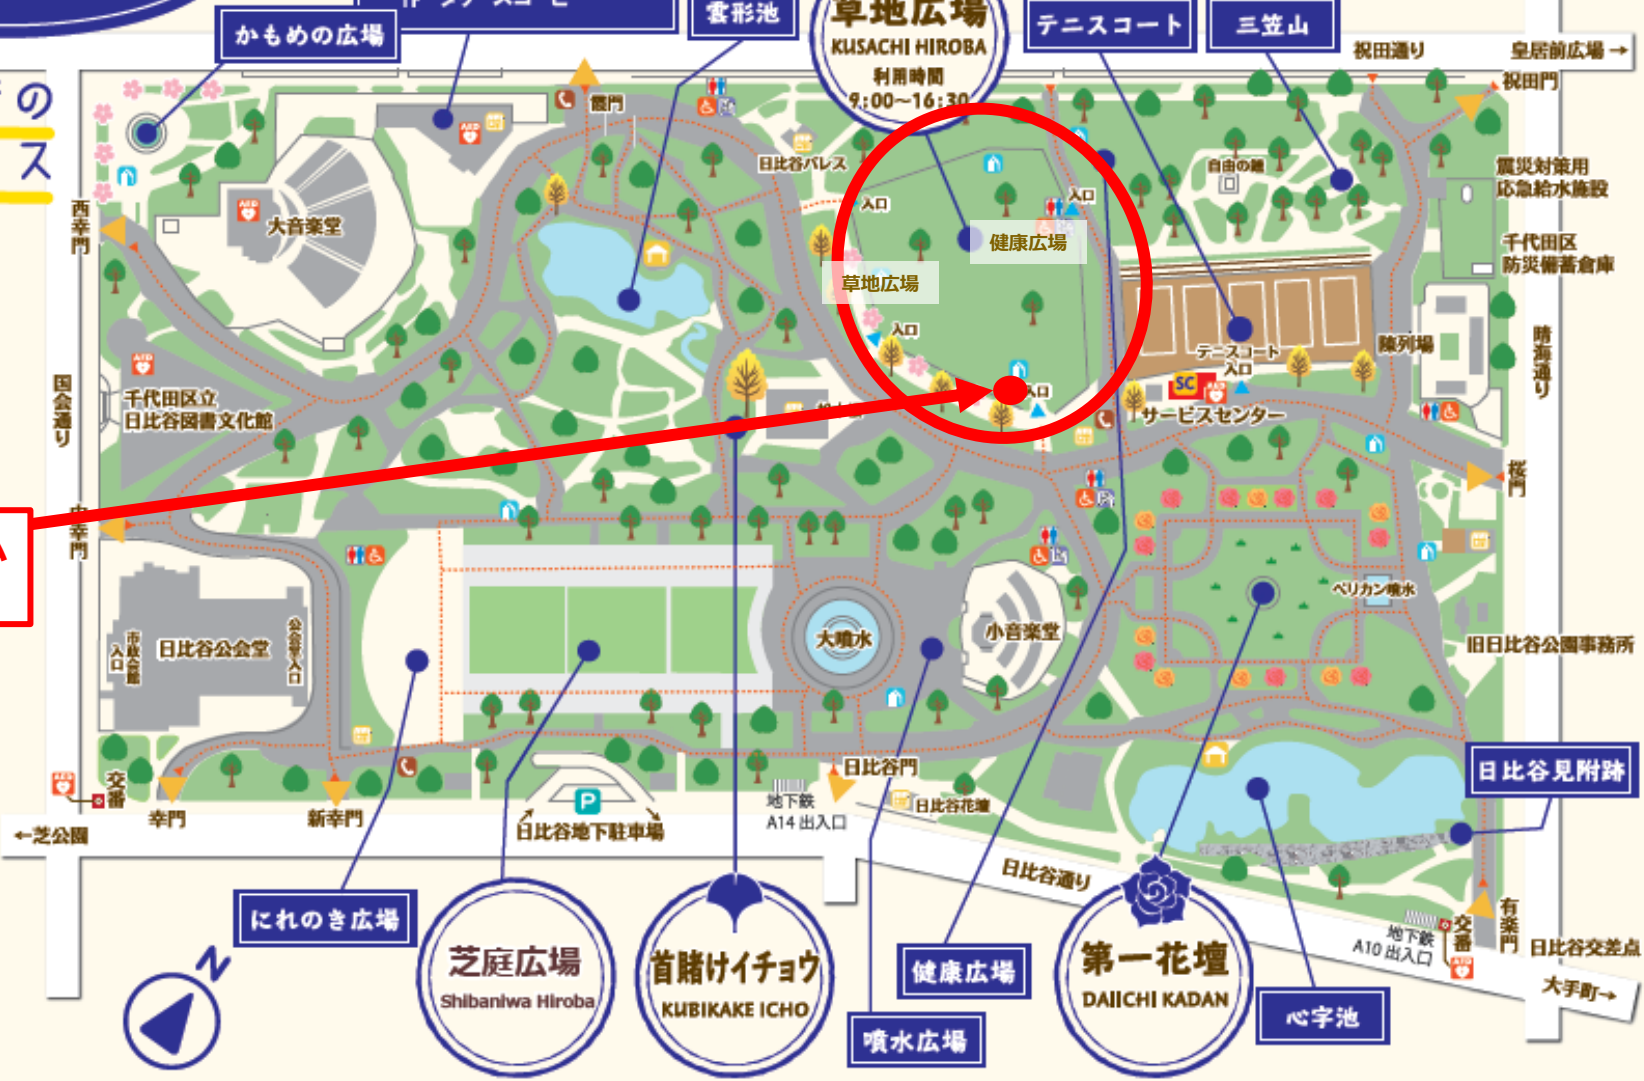 の
ス
かもめの広場
雲形池
草地広場
KUSACHI HIROBA
利用時間
9:00〜16:30
テニスコート
三笠山
祝田通り
皇居前広場→
祝田門
霞門
日比谷パレス
自由の鐘
震災対策用
応急給水施設
西幸門
大音楽堂
AED
入口
入口
健康広場
草地広場
千代田区
防災備蓄倉庫
晴海通り
陳列場
テニスコート
入口
入口
SC
サービスセンター
国会通り
AED
千代田区立
日比谷図書文化館
桜門
中幸門
ペリカン噴水
大噴水
小音楽堂
日比谷公会堂
公会堂入口
市政会館
入口
旧日比谷公園事務所
日比谷見附跡
日比谷門
日比谷花壇
地下鉄
A14 出入口
P
日比谷地下駐車場
交番
幸門
新幸門
←芝公園
日比谷通り
有楽門
交番
地下鉄
A10 出入口
日比谷交差点
大手町→
にれのき広場
芝庭広場
Shibaniwa Hiroba
首賭けイチョウ
KUBIKAKE ICHO
健康広場
第一花壇
DAIICHI KADAN
噴水広場
心字池
N